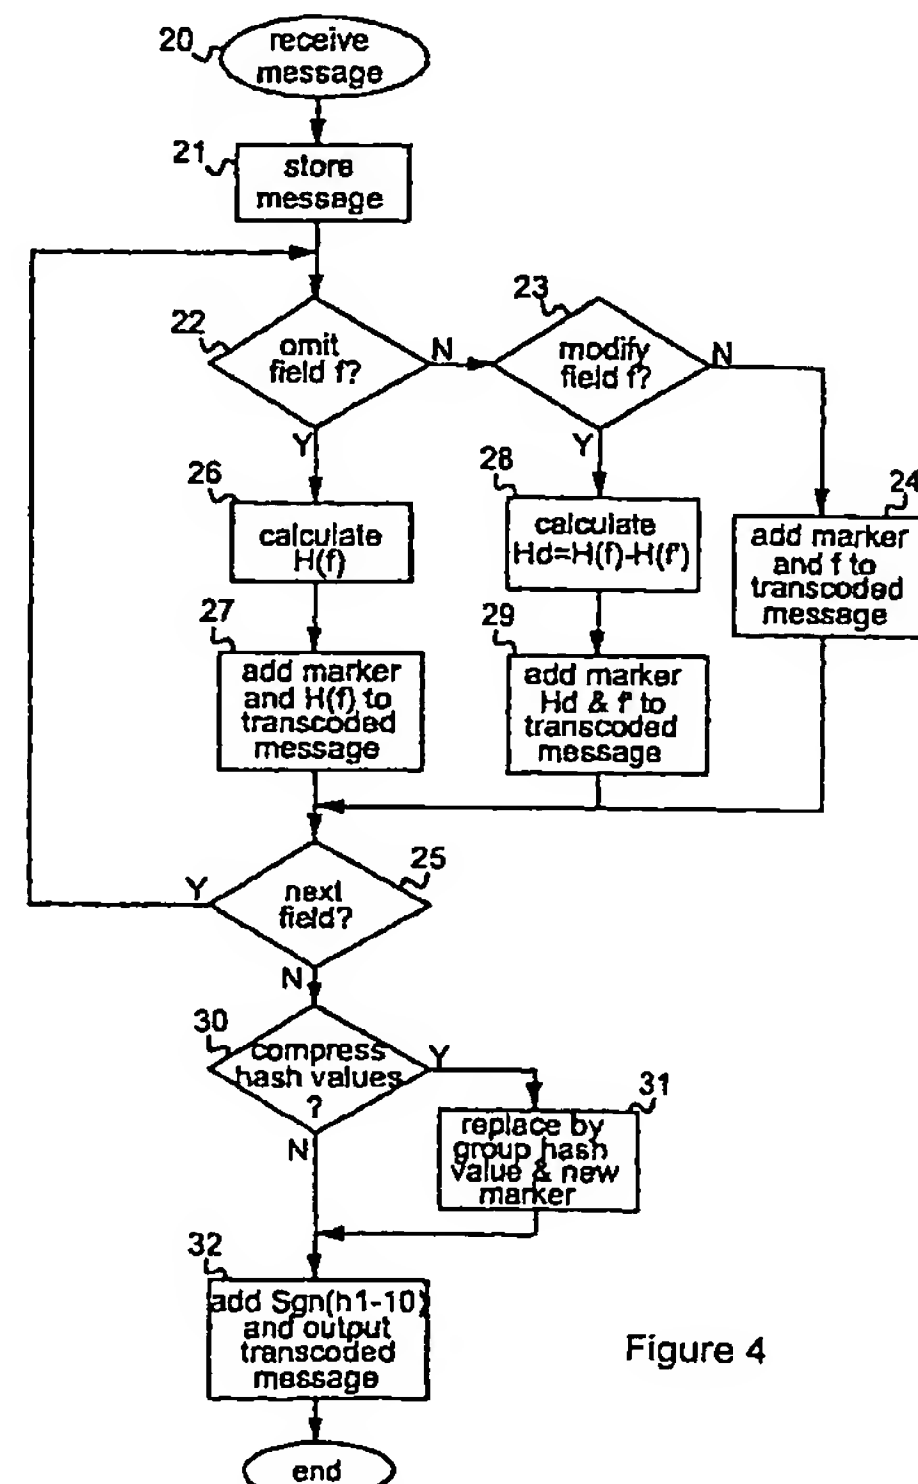 20
receive
message
21
store
message
22
omit
field f?
N
23
modify
field f?
N
Y
Y
26
calculate
H(f)
28
calculate
Hd=H(f)-H(f')
24
add marker
and f to
transcoded
message
27
add marker
and H(f) to
transcoded
message
29
add marker
Hd & f' to
transcoded
message
Y
next
field?
25
N
30
compress
hash values
?
Y
N
31
replace by
group hash
value & new
marker
32
add Sgn(h1-10)
and output
transcoded
message
Figure 4
end